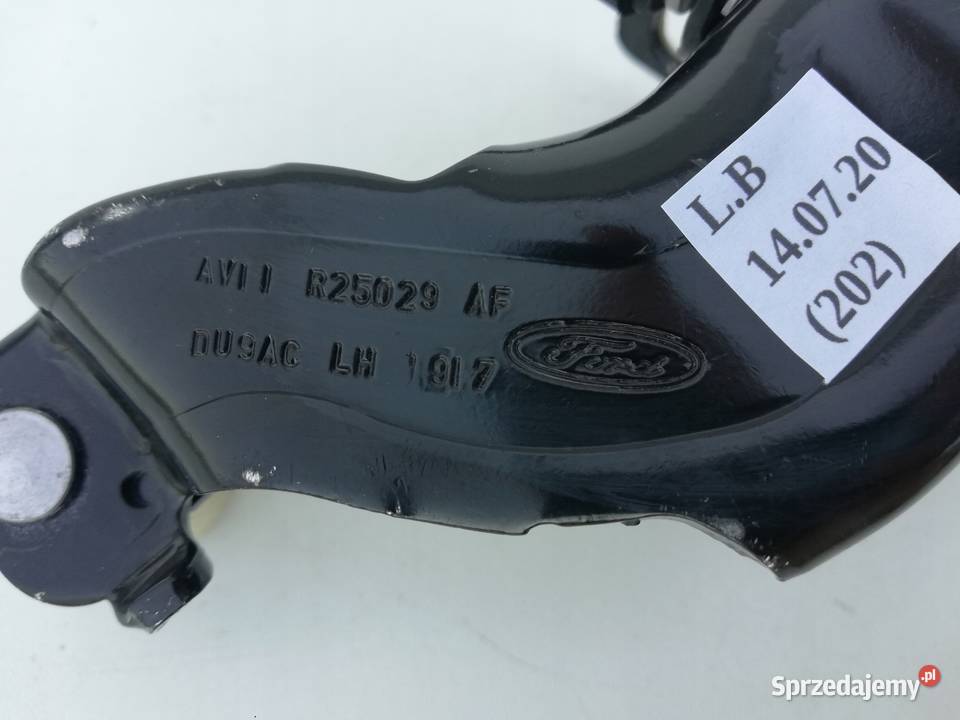 AV11 R25029 AF
DU9AC LH 1917
Ford
L.B
14.07.20
(202)
Sprzedajemy.pl